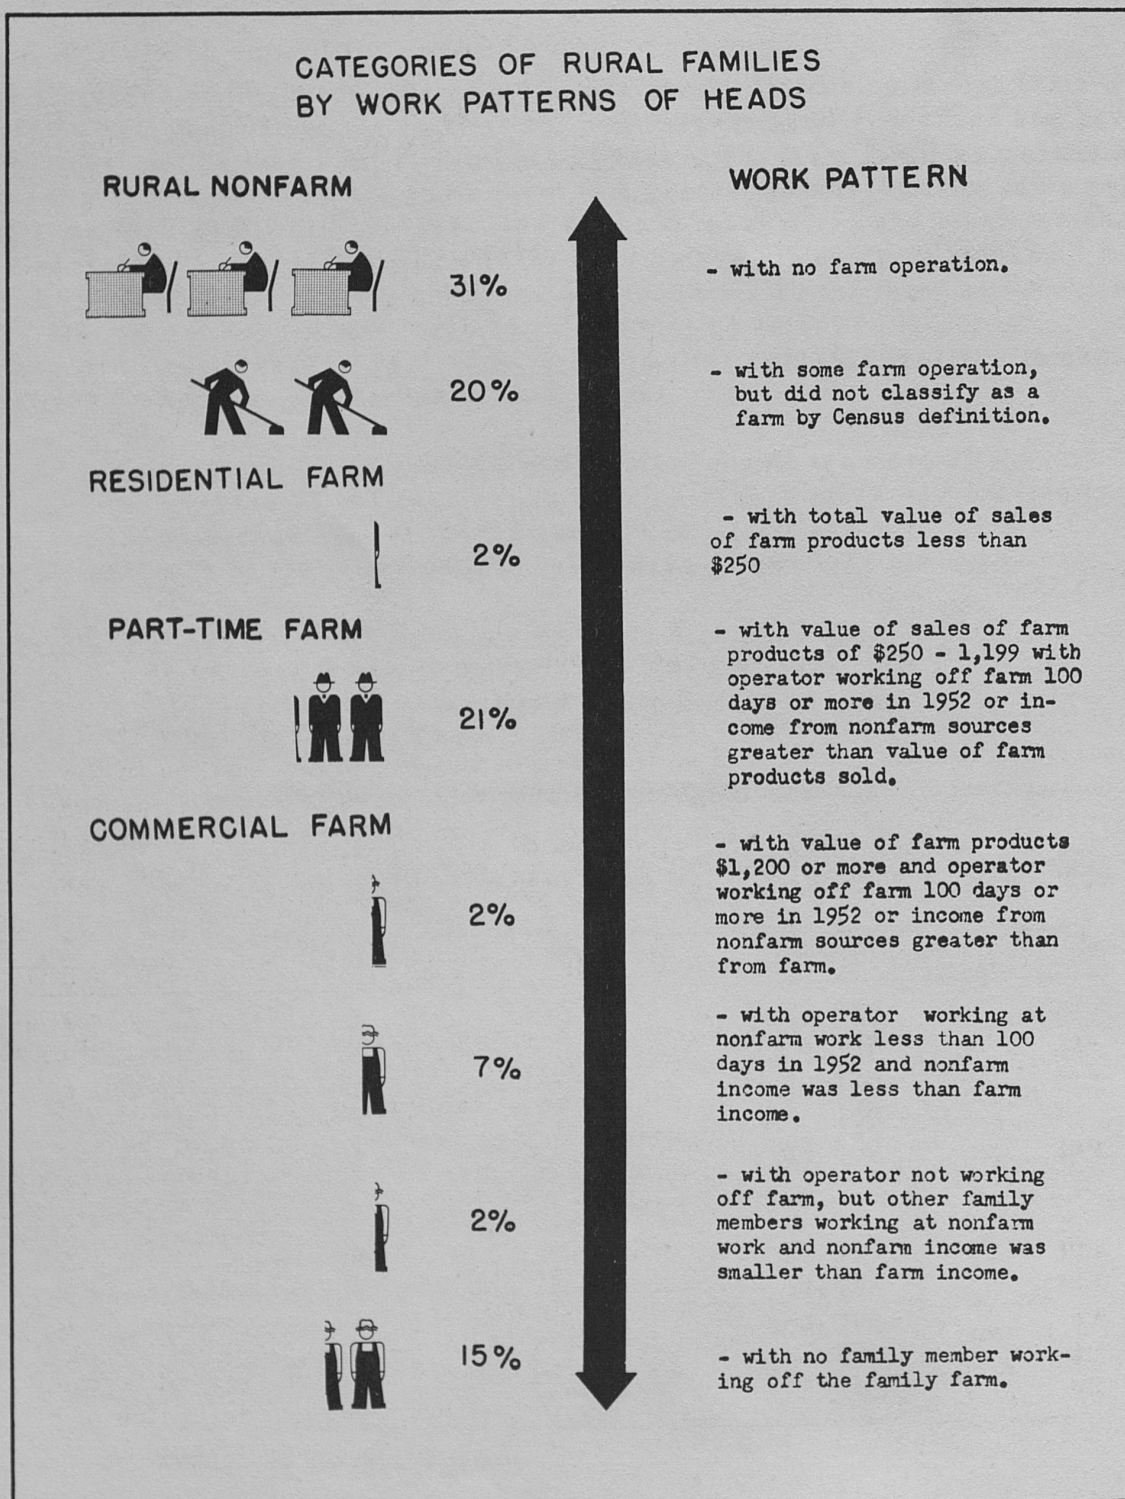 CATEGORIES OF RURAL FAMILIES
BY WORK PATTERNS OF HEADS
RURAL NONFARM
WORK PATTERN
31%
- with no farm operation.
20%
- with some farm operation,
but did not classify as a
farm by Census definition.
RESIDENTIAL FARM
2%
- with total value of sales
of farm products less than
$250
PART-TIME FARM
21%
- with value of sales of farm
products of $250 - 1,199 with
operator working off farm 100
days or more in 1952 or in-
come from nonfarm sources
greater than value of farm
products sold.
COMMERCIAL FARM
2%
- with value of farm products
$1,200 or more and operator
working off farm 100 days or
more in 1952 or income from
nonfarm sources greater than
from farm.
7%
- with operator working at
nonfarm work less than 100
days in 1952 and nonfarm
income was less than farm
income.
2%
- with operator not working
off farm, but other family
members working at nonfarm
work and nonfarm income was
smaller than farm income.
15%
- with no family member work-
ing off the family farm.